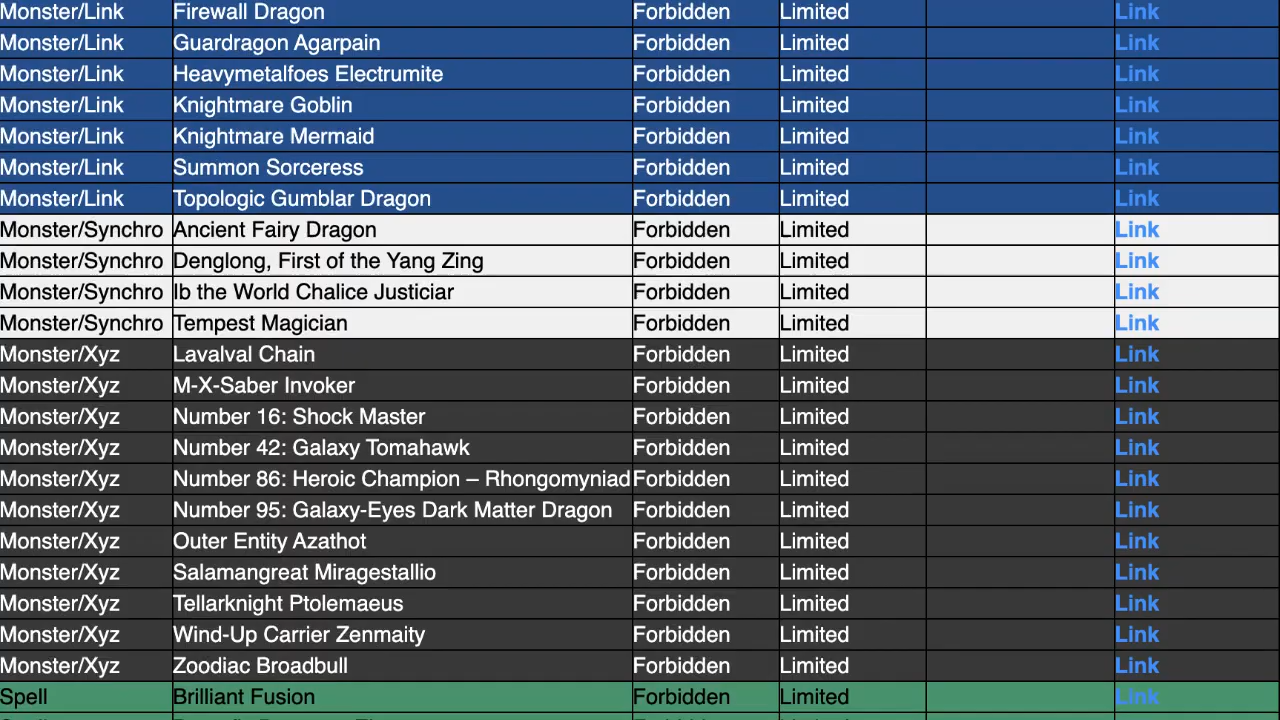 Monster/Link Firewall Dragon Forbidden Limited Link
Monster/Link Guardragon Agarpain Forbidden Limited Link
Monster/Link Heavymetalfoes Electrumite Forbidden Limited Link
Monster/Link Knightmare Goblin Forbidden Limited Link
Monster/Link Knightmare Mermaid Forbidden Limited Link
Monster/Link Summon Sorceress Forbidden Limited Link
Monster/Link Topologic Gumblar Dragon Forbidden Limited Link
Monster/Synchro Ancient Fairy Dragon Forbidden Limited Link
Monster/Synchro Denglong, First of the Yang Zing Forbidden Limited Link
Monster/Synchro Ib the World Chalice Justiciar Forbidden Limited Link
Monster/Synchro Tempest Magician Forbidden Limited Link
Monster/Xyz Lavalval Chain Forbidden Limited Link
Monster/Xyz M-X-Saber Invoker Forbidden Limited Link
Monster/Xyz Number 16: Shock Master Forbidden Limited Link
Monster/Xyz Number 42: Galaxy Tomahawk Forbidden Limited Link
Monster/Xyz Number 86: Heroic Champion – Rhongomyniad Forbidden Limited Link
Monster/Xyz Number 95: Galaxy-Eyes Dark Matter Dragon Forbidden Limited Link
Monster/Xyz Outer Entity Azathot Forbidden Limited Link
Monster/Xyz Salamangreat Miragestallio Forbidden Limited Link
Monster/Xyz Tellarknight Ptolemaeus Forbidden Limited Link
Monster/Xyz Wind-Up Carrier Zenmaity Forbidden Limited Link
Monster/Xyz Zoodiac Broadbull Forbidden Limited Link
Spell Brilliant Fusion Forbidden Limited Link